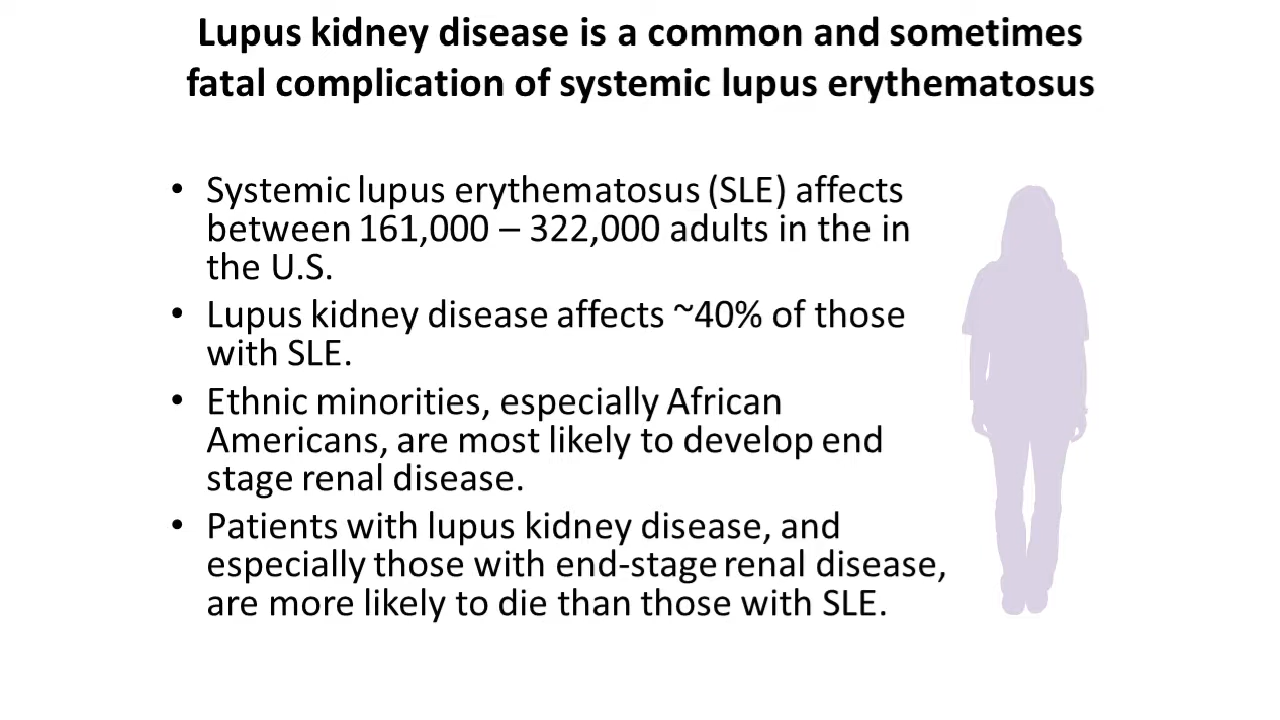 Lupus kidney disease is a common and sometimes
fatal complication of systemic lupus erythematosus
• Systemic lupus erythematosus (SLE) affects
between 161,000 – 322,000 adults in the in
the U.S.
• Lupus kidney disease affects ~40% of those
with SLE.
• Ethnic minorities, especially African
Americans, are most likely to develop end
stage renal disease.
• Patients with lupus kidney disease, and
especially those with end-stage renal disease,
are more likely to die than those with SLE.